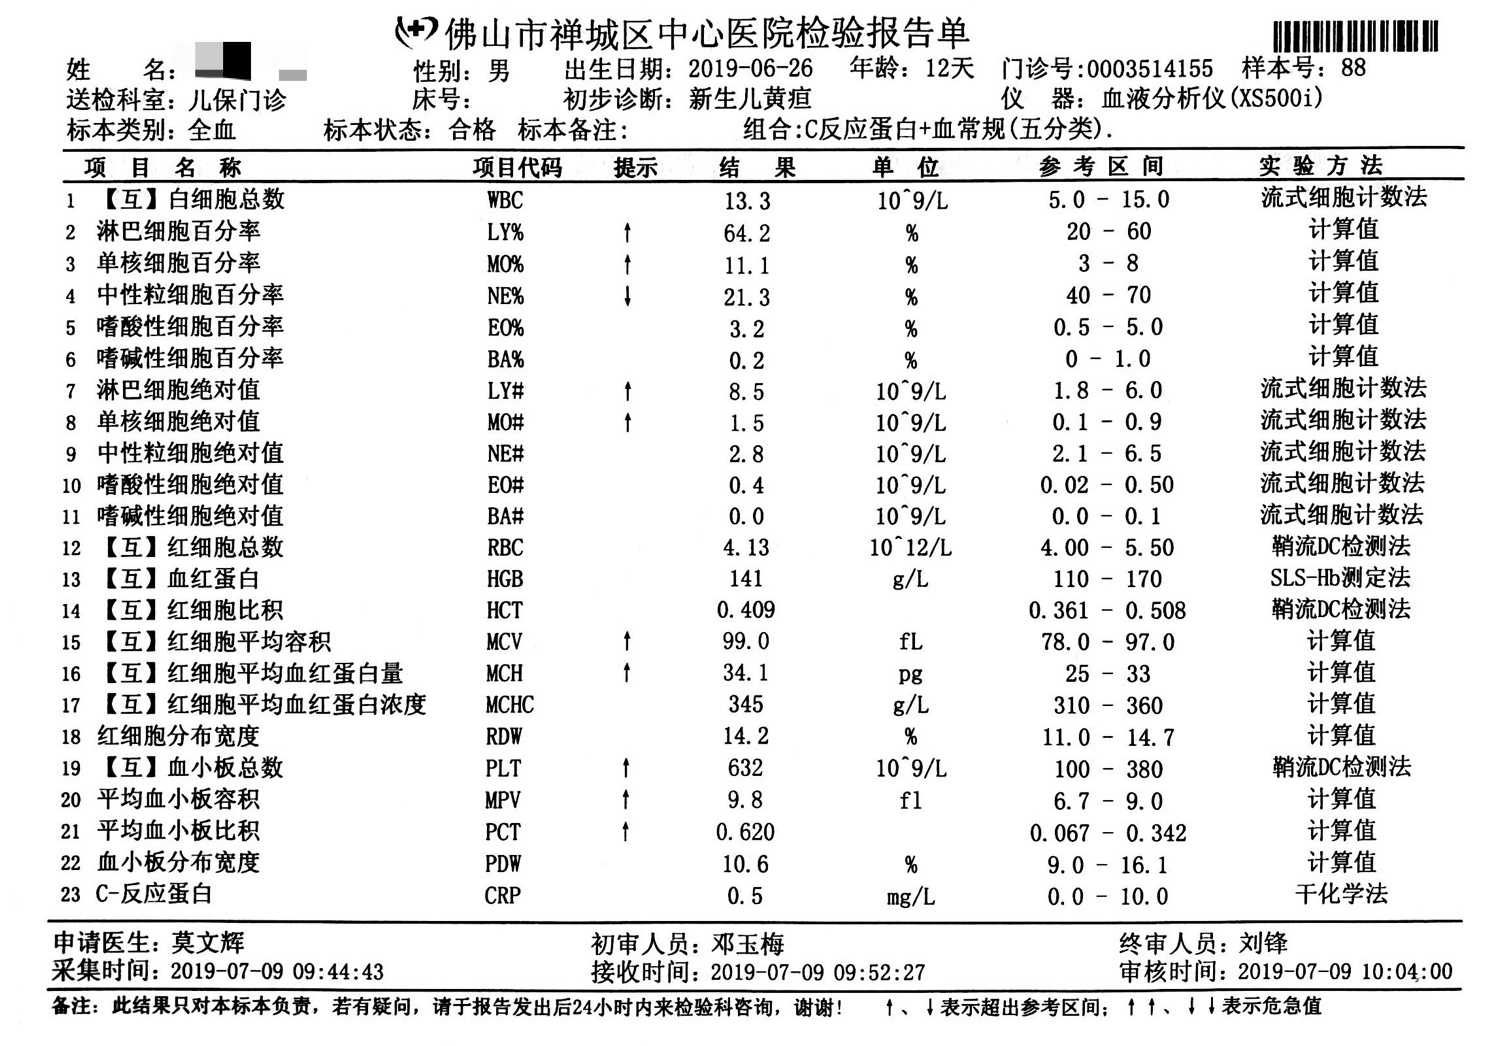 佛山市禅城区中心医院检验报告单
姓 名: 性别: 男 出生日期: 2019-06-26 年龄: 12天 门诊号:0003514155 样本号: 88
送检科室: 儿保门诊 床号: 初步诊断: 新生儿黄疸 仪 器: 血液分析仪(XS500i)
标本类别: 全血 标本状态: 合格 标本备注: 组合:C反应蛋白+血常规(五分类).
项 目 名 称 项目代码 提示 结 果 单 位 参 考 区 间 实 验 方 法
1 【互】白细胞总数 WBC 13.3 10^9/L 5.0 - 15.0 流式细胞计数法
2 淋巴细胞百分率 LY% ↑ 64.2 % 20 - 60 计算值
3 单核细胞百分率 MO% ↑ 11.1 % 3 - 8 计算值
4 中性粒细胞百分率 NE% ↓ 21.3 % 40 - 70 计算值
5 嗜酸性细胞百分率 EO% 3.2 % 0.5 - 5.0 计算值
6 嗜碱性细胞百分率 BA% 0.2 % 0 - 1.0 计算值
7 淋巴细胞绝对值 LY# ↑ 8.5 10^9/L 1.8 - 6.0 流式细胞计数法
8 单核细胞绝对值 MO# ↑ 1.5 10^9/L 0.1 - 0.9 流式细胞计数法
9 中性粒细胞绝对值 NE# 2.8 10^9/L 2.1 - 6.5 流式细胞计数法
10 嗜酸性细胞绝对值 EO# 0.4 10^9/L 0.02 - 0.50 流式细胞计数法
11 嗜碱性细胞绝对值 BA# 0.0 10^9/L 0.0 - 0.1 流式细胞计数法
12 【互】红细胞总数 RBC 4.13 10^12/L 4.00 - 5.50 鞘流DC检测法
13 【互】血红蛋白 HGB 141 g/L 110 - 170 SLS-Hb测定法
14 【互】红细胞比积 HCT 0.409 0.361 - 0.508 鞘流DC检测法
15 【互】红细胞平均容积 MCV ↑ 99.0 fL 78.0 - 97.0 计算值
16 【互】红细胞平均血红蛋白量 MCH ↑ 34.1 pg 25 - 33 计算值
17 【互】红细胞平均血红蛋白浓度 MCHC 345 g/L 310 - 360 计算值
18 红细胞分布宽度 RDW 14.2 % 11.0 - 14.7 计算值
19 【互】血小板总数 PLT ↑ 632 10^9/L 100 - 380 鞘流DC检测法
20 平均血小板容积 MPV ↑ 9.8 fl 6.7 - 9.0 计算值
21 平均血小板比积 PCT ↑ 0.620 0.067 - 0.342 计算值
22 血小板分布宽度 PDW 10.6 % 9.0 - 16.1 计算值
23 C-反应蛋白 CRP 0.5 mg/L 0.0 - 10.0 干化学法
申请医生: 莫文辉 初审人员: 邓玉梅 终审人员: 刘锋
采集时间: 2019-07-09 09:44:43 接收时间: 2019-07-09 09:52:27 审核时间: 2019-07-09 10:04:00
备注: 此结果只对本标本负责, 若有疑问, 请于报告发出后24小时内来检验科咨询, 谢谢! ↑、↓表示超出参考区间; ↑↑、↓↓表示危急值